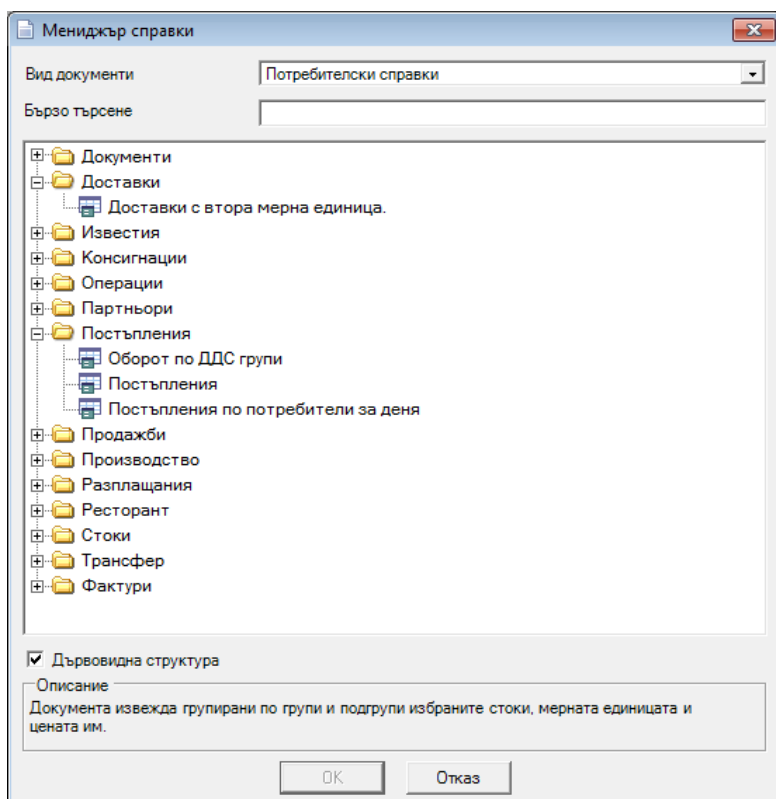 Мениджър справки
Вид документи
Потребителски справки
Бързо търсене
Документи
Доставки
Доставки с втора мерна единица.
Известия
Консигнации
Операции
Партньори
Постъпления
Оборот по ДДС групи
Постъпления
Постъпления по потребители за деня
Продажби
Производство
Разплащания
Ресторант
Стоки
Трансфер
Фактури
Дървовидна структура
Описание
Документа извежда групирани по групи и подгрупи избраните стоки, мерната единицата и
цената им.
OK
Отказ